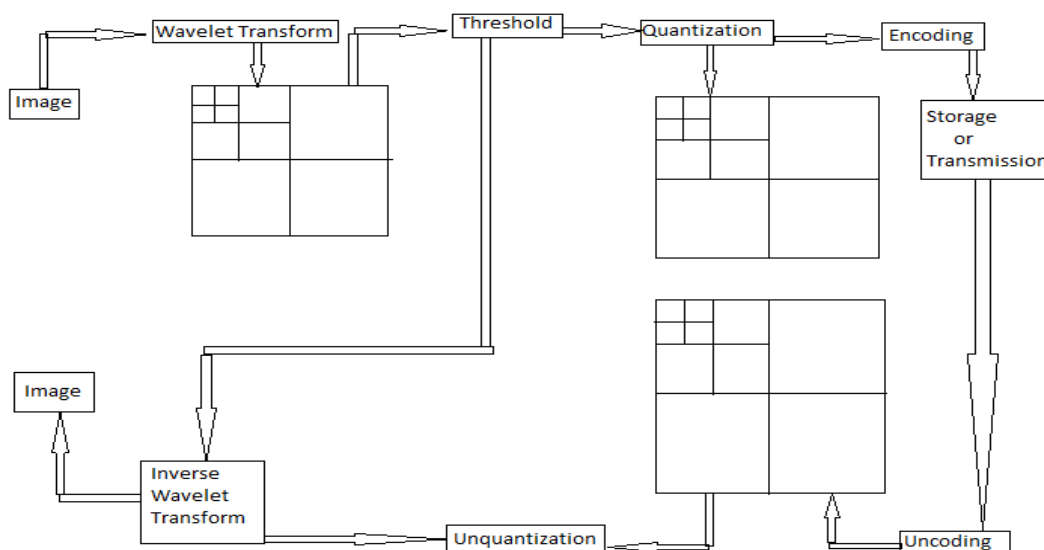 Wavelet Transform
Threshold
Quantization
Encoding
Image
Storage
or
Transmission
Image
Inverse
Wavelet
Transform
Unquantization
Uncoding